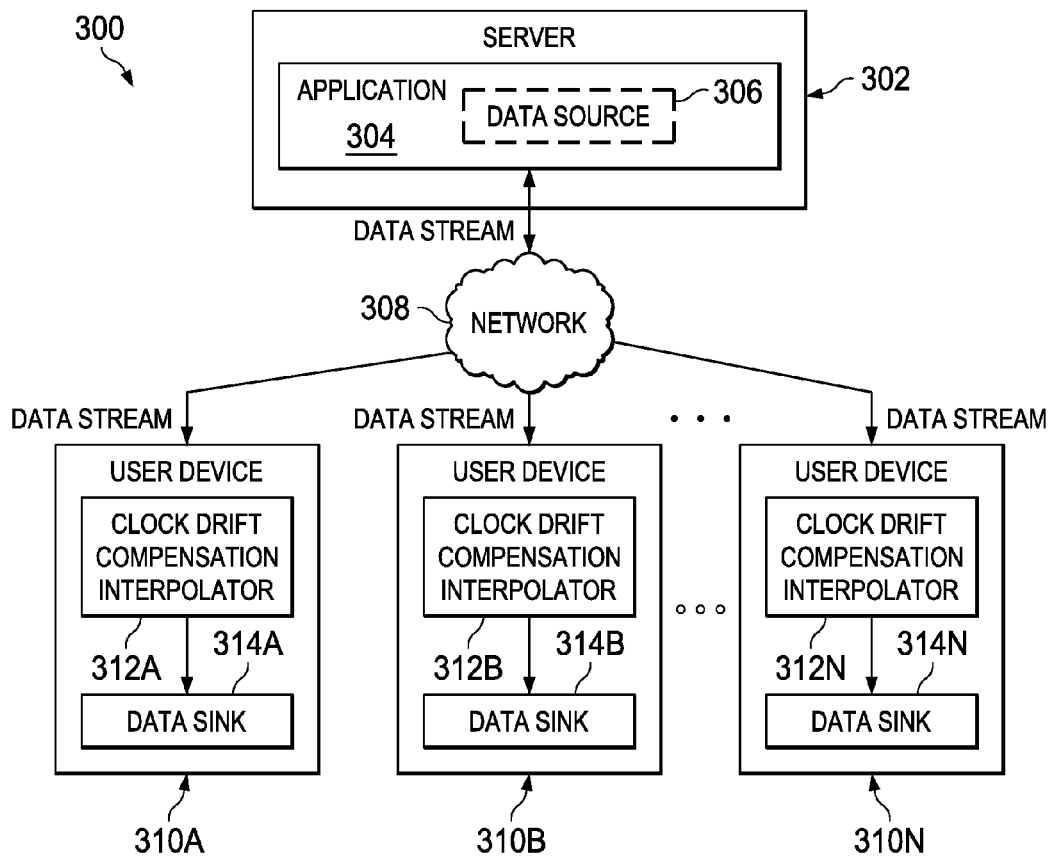 300
SERVER
302
APPLICATION
304
DATA SOURCE
306
DATA STREAM
308
NETWORK
DATA STREAM
DATA STREAM
DATA STREAM
USER DEVICE
CLOCK DRIFT
COMPENSATION
INTERPOLATOR
312A
314A
DATA SINK
310A
USER DEVICE
CLOCK DRIFT
COMPENSATION
INTERPOLATOR
312B
314B
DATA SINK
310B
USER DEVICE
CLOCK DRIFT
COMPENSATION
INTERPOLATOR
312N
314N
DATA SINK
310N